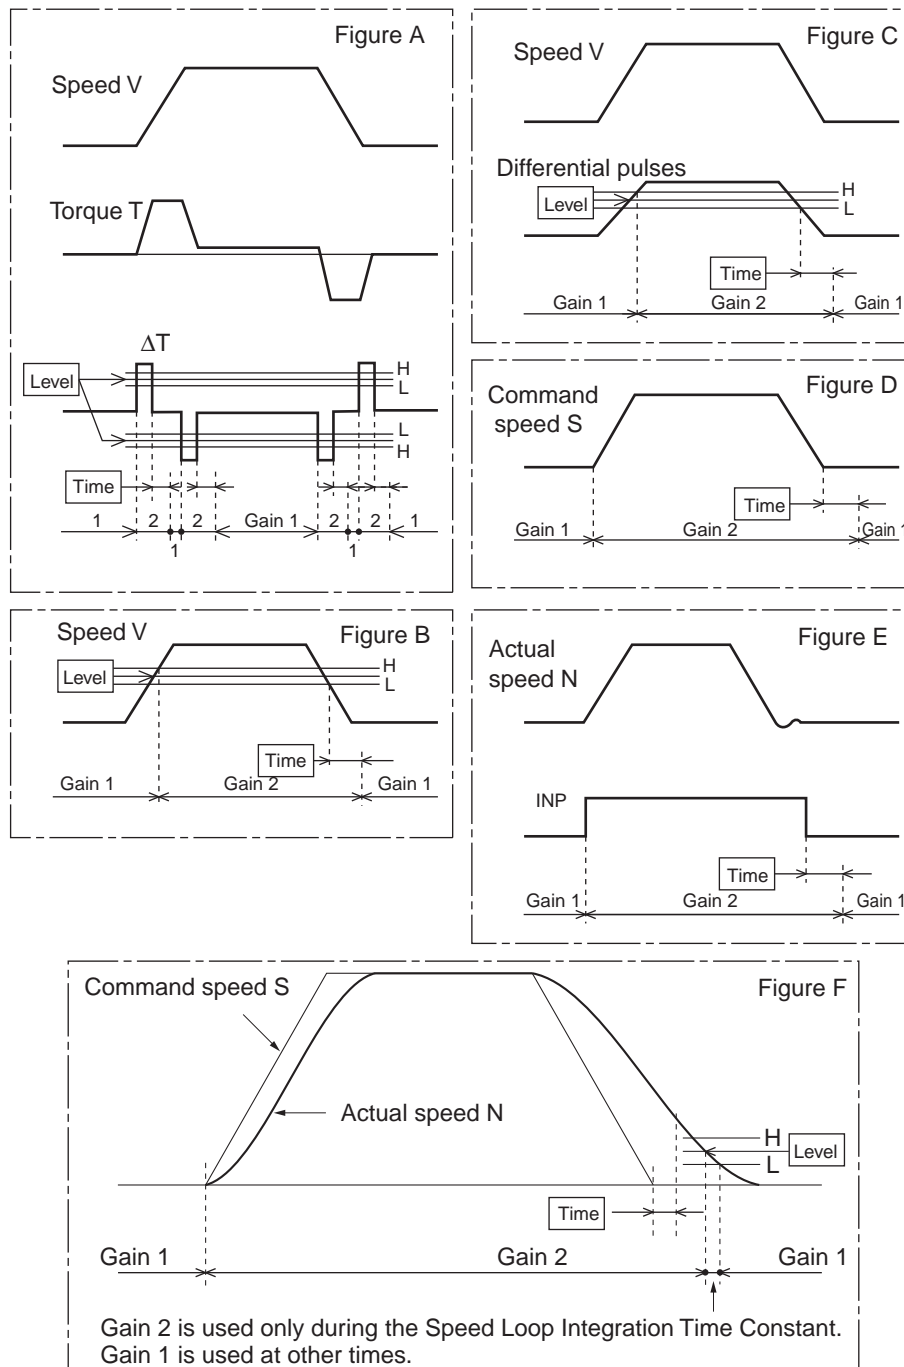 Figure A
Speed V
Torque T
ΔT
Level
H
L
L
H
Time
1
2
2
Gain 1
2
2
1
1
1
Figure B
Speed V
Level
H
L
Time
Gain 1
Gain 2
Gain 1
Figure C
Speed V
Differential pulses
Level
H
L
Time
Gain 1
Gain 2
Gain 1
Figure D
Command
speed S
Time
Gain 1
Gain 2
Gain 1
Figure E
Actual
speed N
INP
Time
Gain 1
Gain 2
Gain 1
Figure F
Command speed S
Actual speed N
H
Level
L
Time
Gain 1
Gain 2
Gain 1
Gain 2 is used only during the Speed Loop Integration Time Constant.
Gain 1 is used at other times.